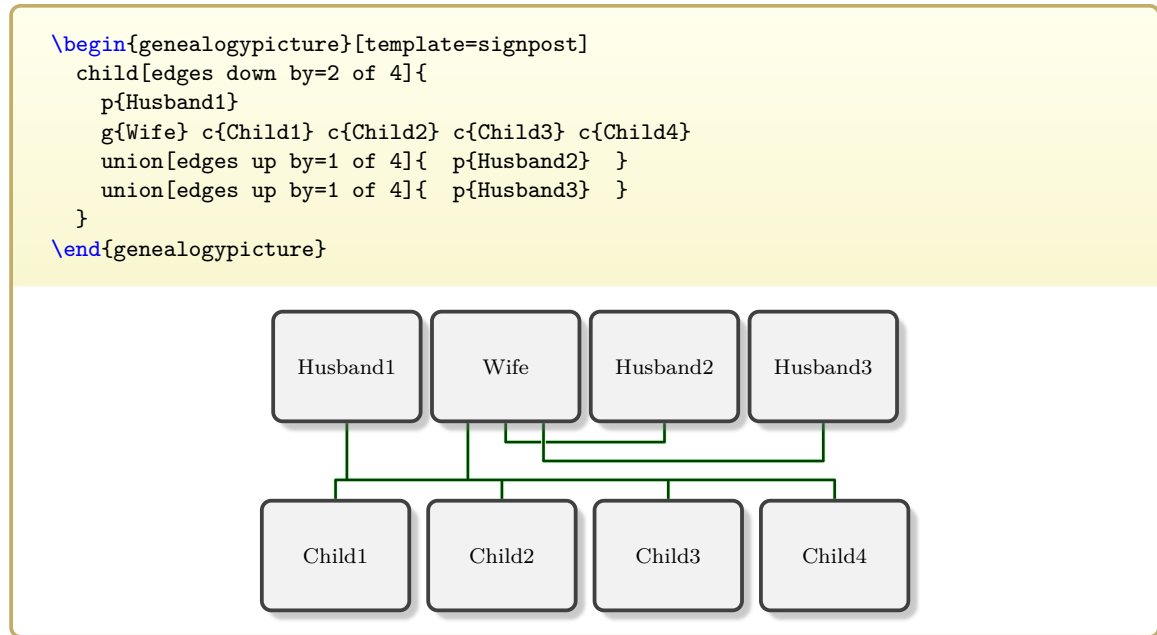 \begin{genealogypicture}[template=signpost]
  child[edges down by=2 of 4]{
    p{Husband1}
    g{Wife} c{Child1} c{Child2} c{Child3} c{Child4}
    union[edges up by=1 of 4]{  p{Husband2}  }
    union[edges up by=1 of 4]{  p{Husband3}  }
  }
\end{genealogypicture}
Husband1 Wife Husband2 Husband3
Child1 Child2 Child3 Child4